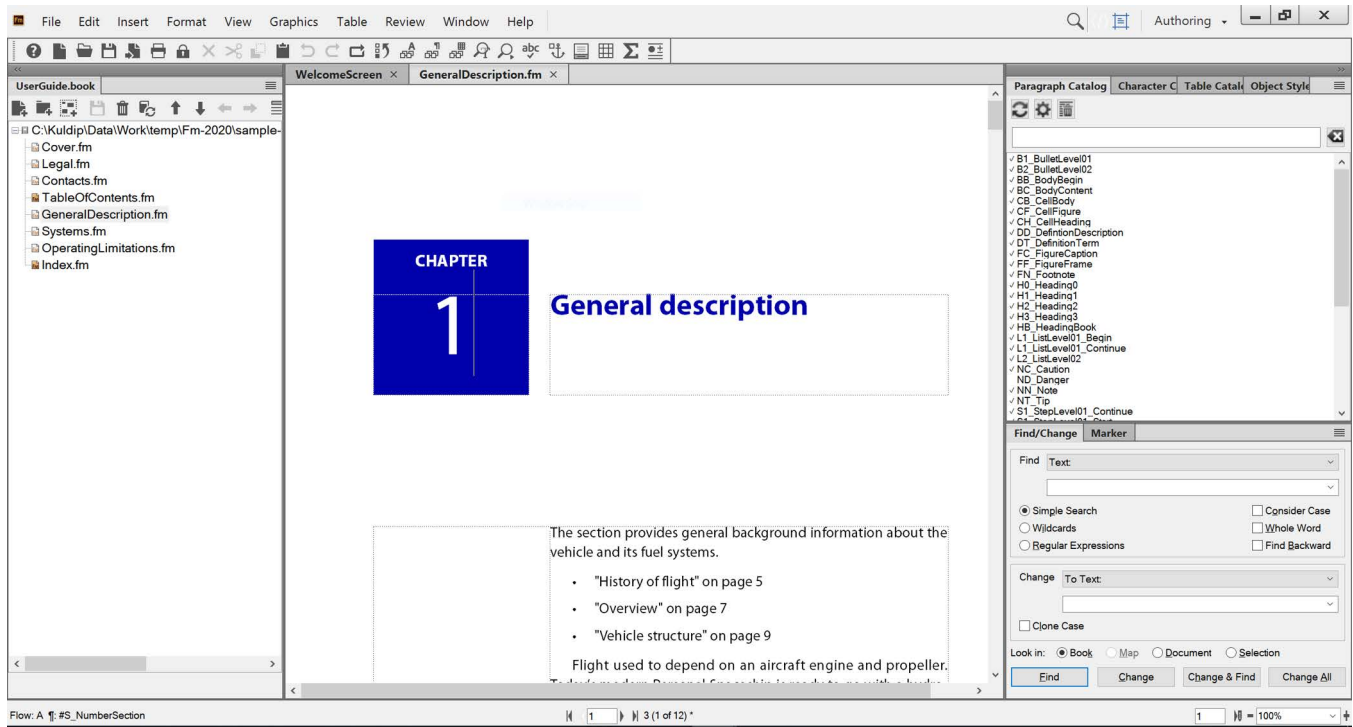 Fm File Edit Insert Format View Graphics Table Review Window Help Authoring
UserGuide.book
C:\Kuldip\Data\Work\temp\Fm-2020\sample-
Cover.fm
Legal.fm
Contacts.fm
TableOfContents.fm
GeneralDescription.fm
Systems.fm
OperatingLimitations.fm
Index.fm
WelcomeScreen × GeneralDescription.fm ×
CHAPTER
1
General description
The section provides general background information about the
vehicle and its fuel systems.
• "History of flight" on page 5
• "Overview" on page 7
• "Vehicle structure" on page 9
Flight used to depend on an aircraft engine and propeller.
Paragraph Catalog Character C Table Catalo Object Style
B1_BulletLevel01
B2_BulletLevel02
BB_BodyBegin
BC_BodyContent
CB_CellBody
CF_CellFigure
CH_CellHeading
DD_DefintionDescription
DT_DefinitionTerm
FC_FigureCaption
FF_FigureFrame
FN_Footnote
H0_Heading0
H1_Heading1
H2_Heading2
H3_Heading3
HB_HeadingBook
L1_ListLevel01_Begin
L1_ListLevel01_Continue
L2_ListLevel02
NC_Caution
ND_Danger
NN_Note
NT_Tip
S1_StepLevel01_Continue
Find/Change Marker
Find Text:
Simple Search Consider Case
Wildcards Whole Word
Regular Expressions Find Backward
Change To Text:
Clone Case
Look in: Book Map Document Selection
Find Change Change & Find Change All
Flow: A ¶: #S_NumberSection 1 3 (1 of 12) * 1 100%